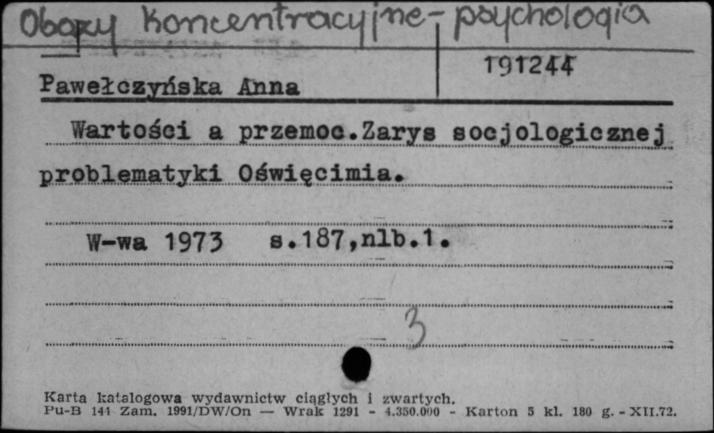 Obozy koncentracyjne - psychologia
191244
Pawełczyńska Anna
Wartości a przemoc.Zarys socjologicznej
problematyki Oświęcimia.
W-wa 1973 s.187,nlb.1.
3
Karta katalogowa wydawnictw ciągłych i zwartych.
Pu-B 144 Zam. 1991/DW/On — Wrak 1291 - 4.350.000 - Karton 5 kl. 180 g. - XII.72.